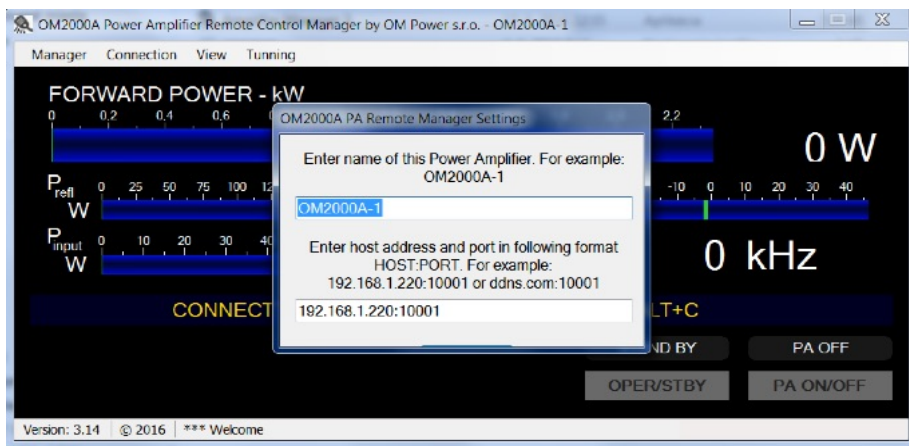 OM2000A Power Amplifier Remote Control Manager by OM Power s.r.o. - OM2000A-1
Manager Connection View Tunning
FORWARD POWER - kW
0 0,2 0,4 0,6 2,2
0 W
OM2000A PA Remote Manager Settings
Enter name of this Power Amplifier. For example:
OM2000A-1
OM2000A-1
Prefl
W
0 25 50 75 100
-10 0 10 20 30 40
Enter host address and port in following format
HOST:PORT. For example:
192.168.1.220:10001 or ddns.com:10001
192.168.1.220:10001
Pinput
W
0 10 20 30 40
0 kHz
CONNECT
LT+C
ND BY PA OFF
OPER/STBY PA ON/OFF
Version: 3.14 © 2016 *** Welcome